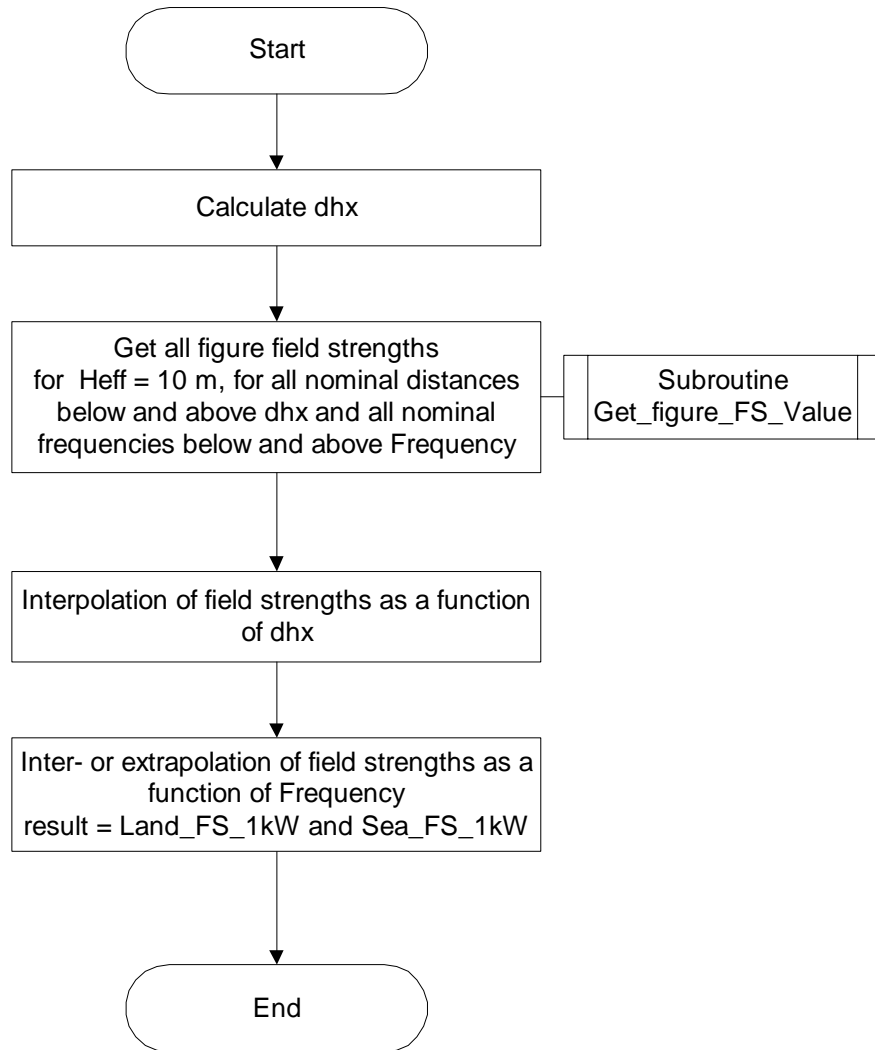 Start
Calculate dhx
Get all figure field strengths
for Heff = 10 m, for all nominal distances
below and above dhx and all nominal
frequencies below and above Frequency
Subroutine
Get_figure_FS_Value
Interpolation of field strengths as a function
of dhx
Inter- or extrapolation of field strengths as a
function of Frequency
result = Land_FS_1kW and Sea_FS_1kW
End